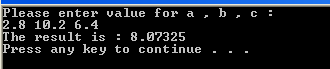 Please enter value for a , b , c :
2.8 10.2 6.4
The result is : 8.07325
Press any key to continue . . .